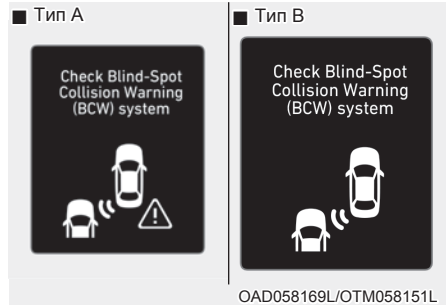 ■ Тип А
Check Blind-Spot
Collision Warning
(BCW) system
■ Тип В
Check Blind-Spot
Collision Warning
(BCW) system
OAD058169L/OTM058151L